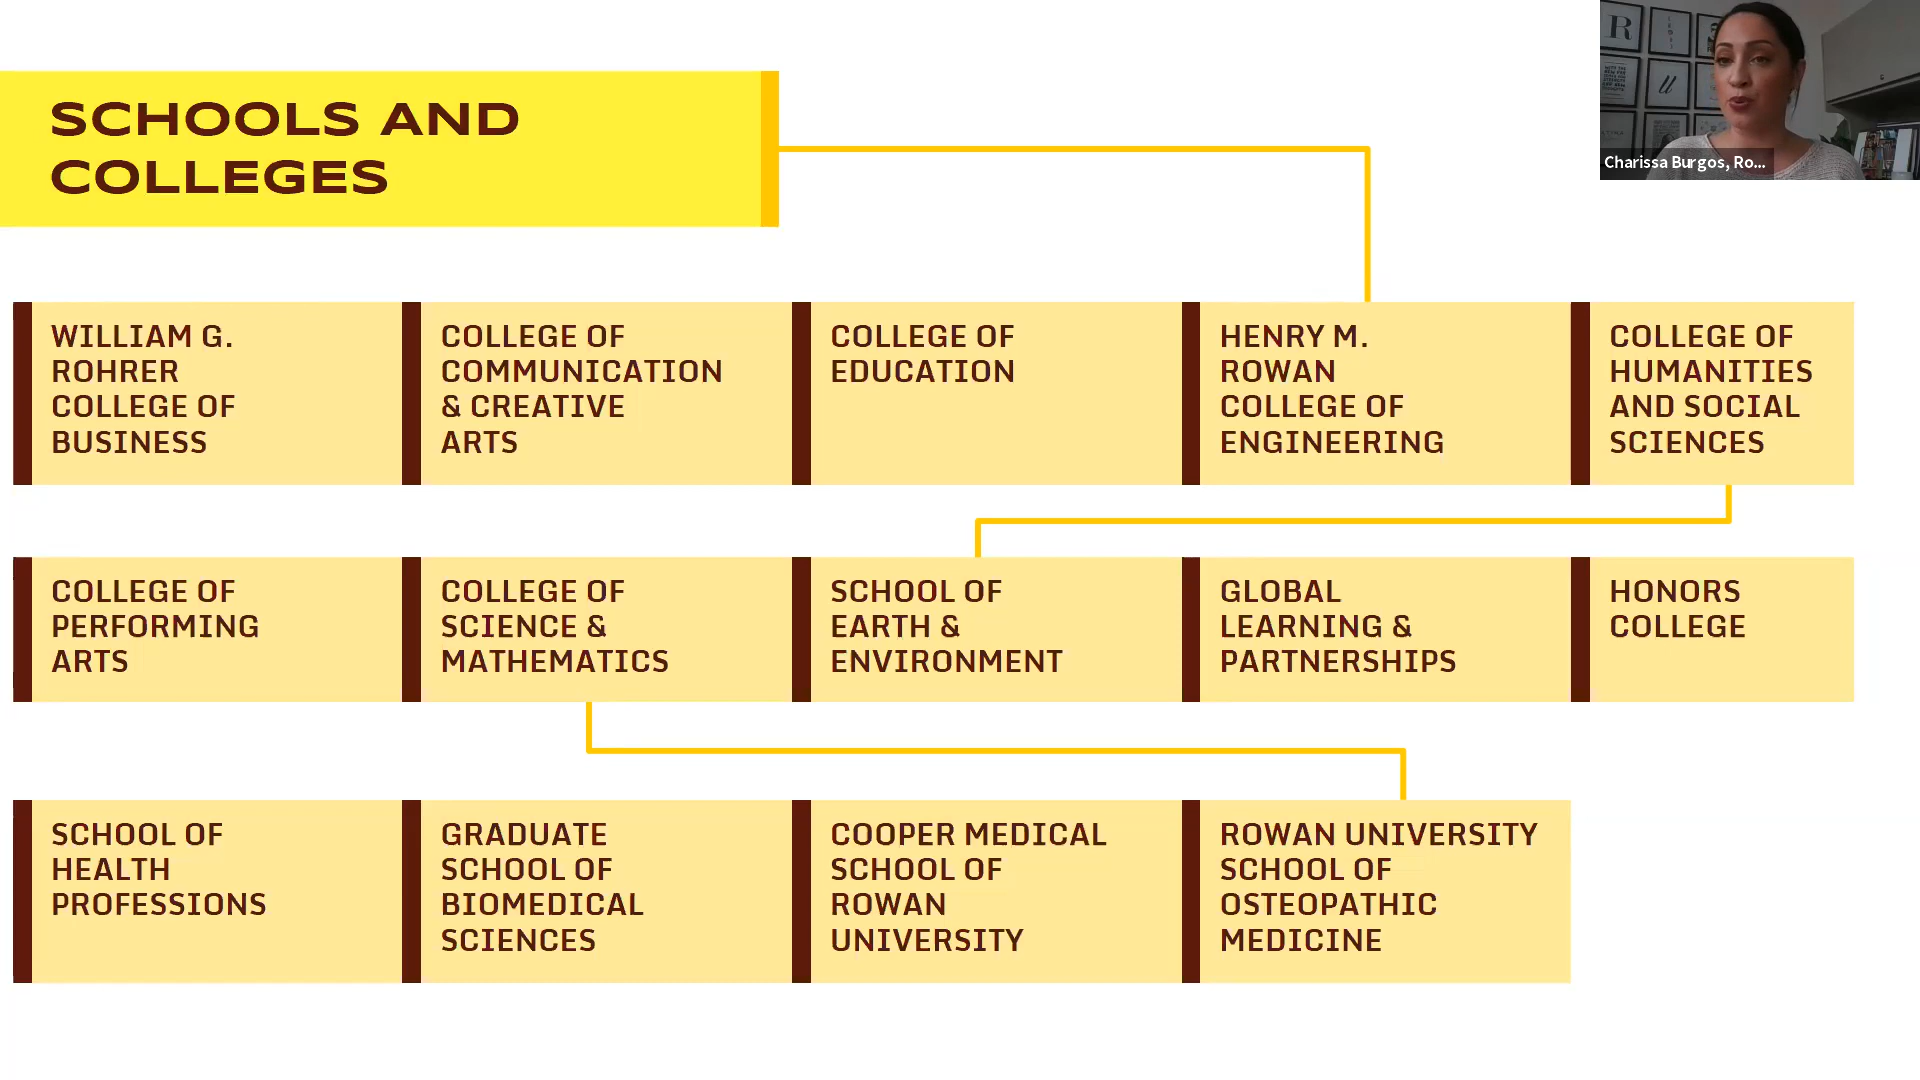 SCHOOLS AND
COLLEGES
Charissa Burgos, Ro...
WILLIAM G.
ROHRER
COLLEGE OF
BUSINESS
COLLEGE OF
COMMUNICATION
& CREATIVE
ARTS
COLLEGE OF
EDUCATION
HENRY M.
ROWAN
COLLEGE OF
ENGINEERING
COLLEGE OF
HUMANITIES
AND SOCIAL
SCIENCES
COLLEGE OF
PERFORMING
ARTS
COLLEGE OF
SCIENCE &
MATHEMATICS
SCHOOL OF
EARTH &
ENVIRONMENT
GLOBAL
LEARNING &
PARTNERSHIPS
HONORS
COLLEGE
SCHOOL OF
HEALTH
PROFESSIONS
GRADUATE
SCHOOL OF
BIOMEDICAL
SCIENCES
COOPER MEDICAL
SCHOOL OF
ROWAN
UNIVERSITY
ROWAN UNIVERSITY
SCHOOL OF
OSTEOPATHIC
MEDICINE